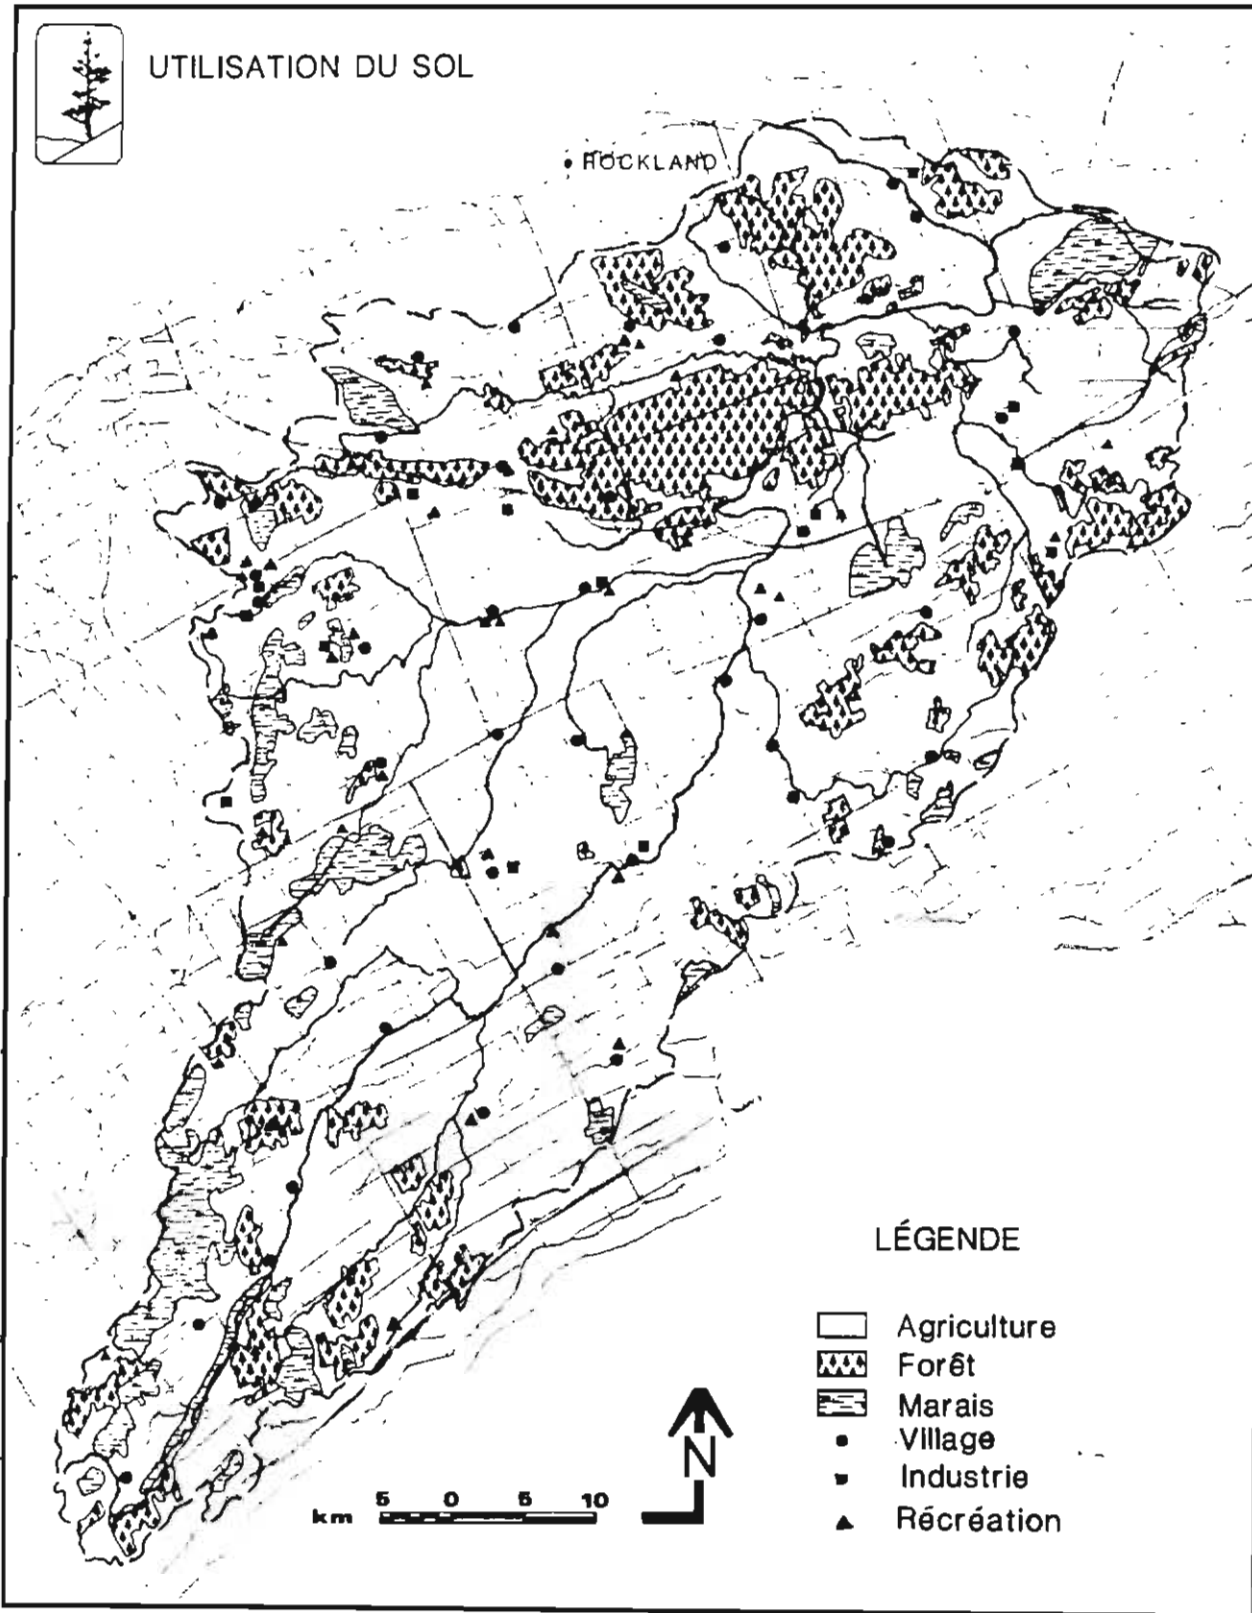 UTILISATION DU SOL
ROCKLAND
LÉGENDE
Agriculture
Forêt
Marais
Village
Industrie
Récréation
N
5 0 5 10
km